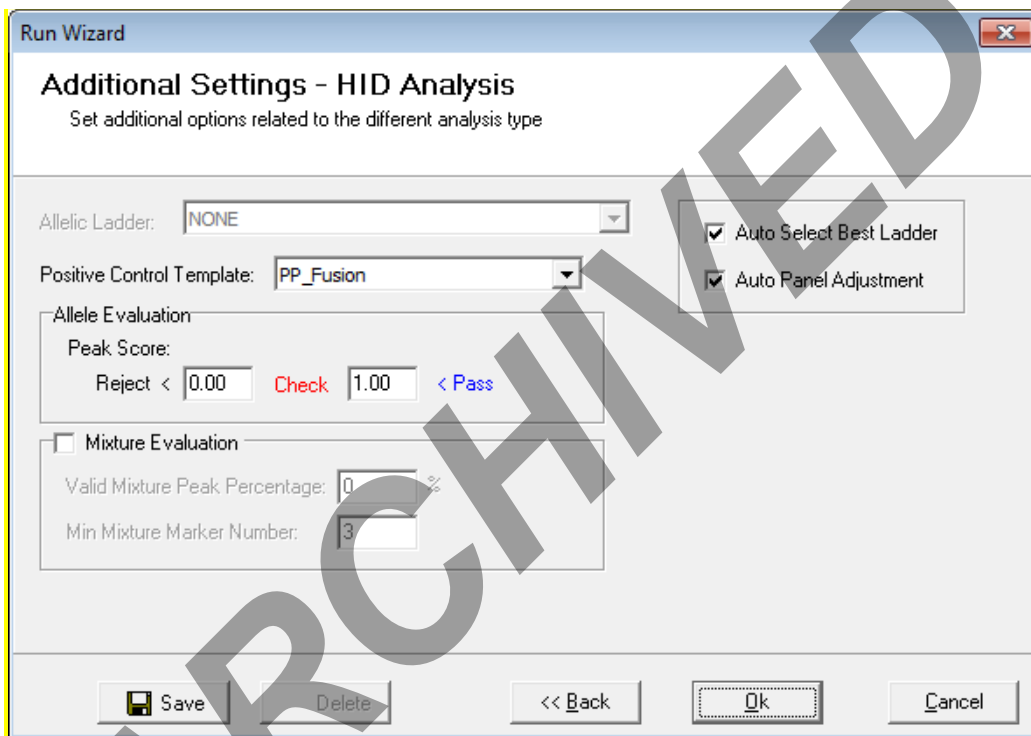 Run Wizard
Additional Settings - HID Analysis
Set additional options related to the different analysis type
Allelic Ladder: NONE
Auto Select Best Ladder
Positive Control Template: PP_Fusion
Auto Panel Adjustment
Allele Evaluation
Peak Score:
Reject < 0.00 Check 1.00 < Pass
Mixture Evaluation
Valid Mixture Peak Percentage: 0 %
Min Mixture Marker Number: 3
Save Delete << Back Ok Cancel
ARCHIVED